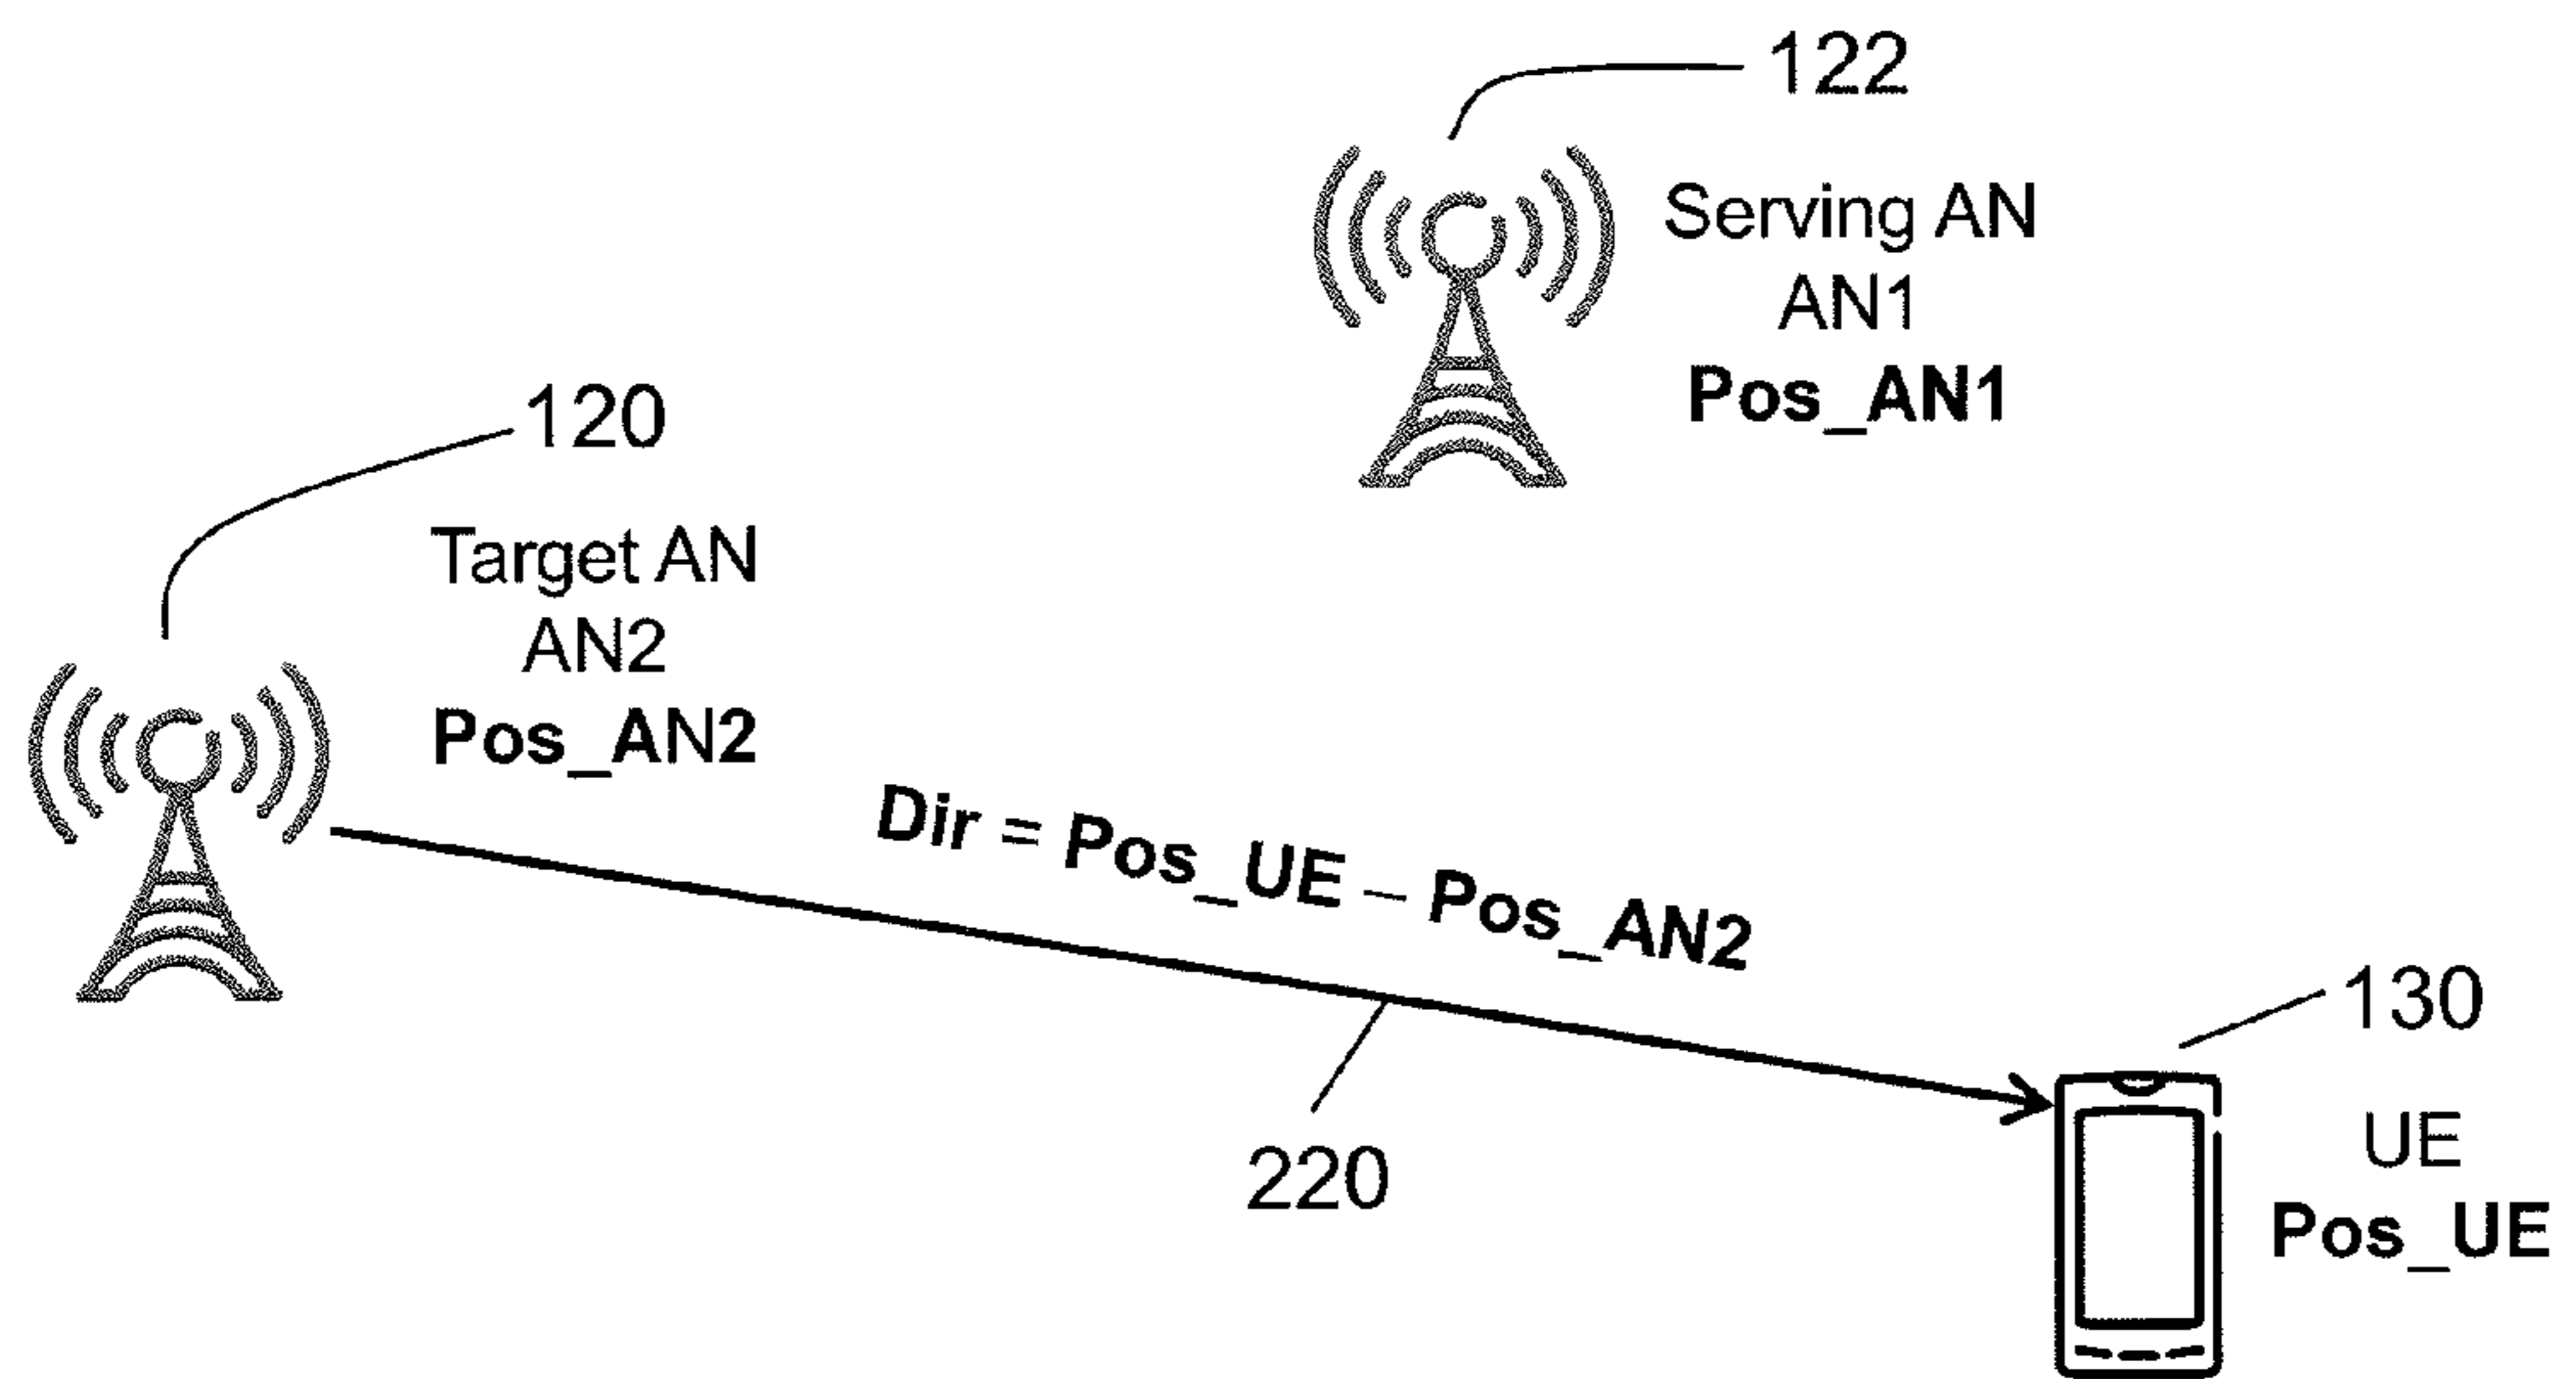 122
Serving AN
AN1
Pos_AN1
120
Target AN
AN2
Pos_AN2
Dir = Pos_UE – Pos_AN2
220
130
UE
Pos_UE